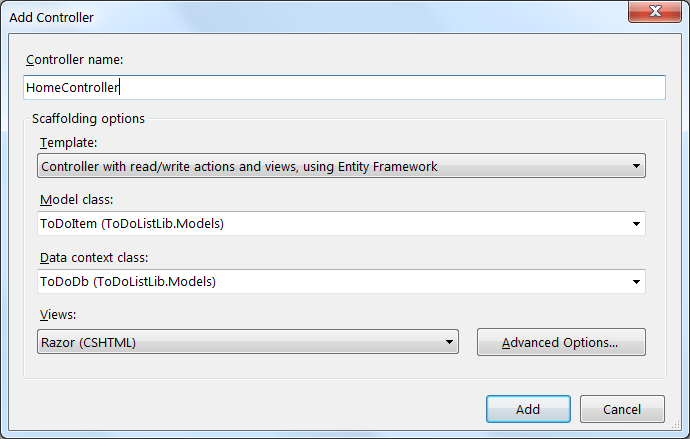 Add Controller
Controller name:
HomeController
Scaffolding options
Template:
Controller with read/write actions and views, using Entity Framework
Model class:
ToDoItem (ToDoListLib.Models)
Data context class:
ToDoDb (ToDoListLib.Models)
Views:
Razor (CSHTML)
Advanced Options...
Add
Cancel